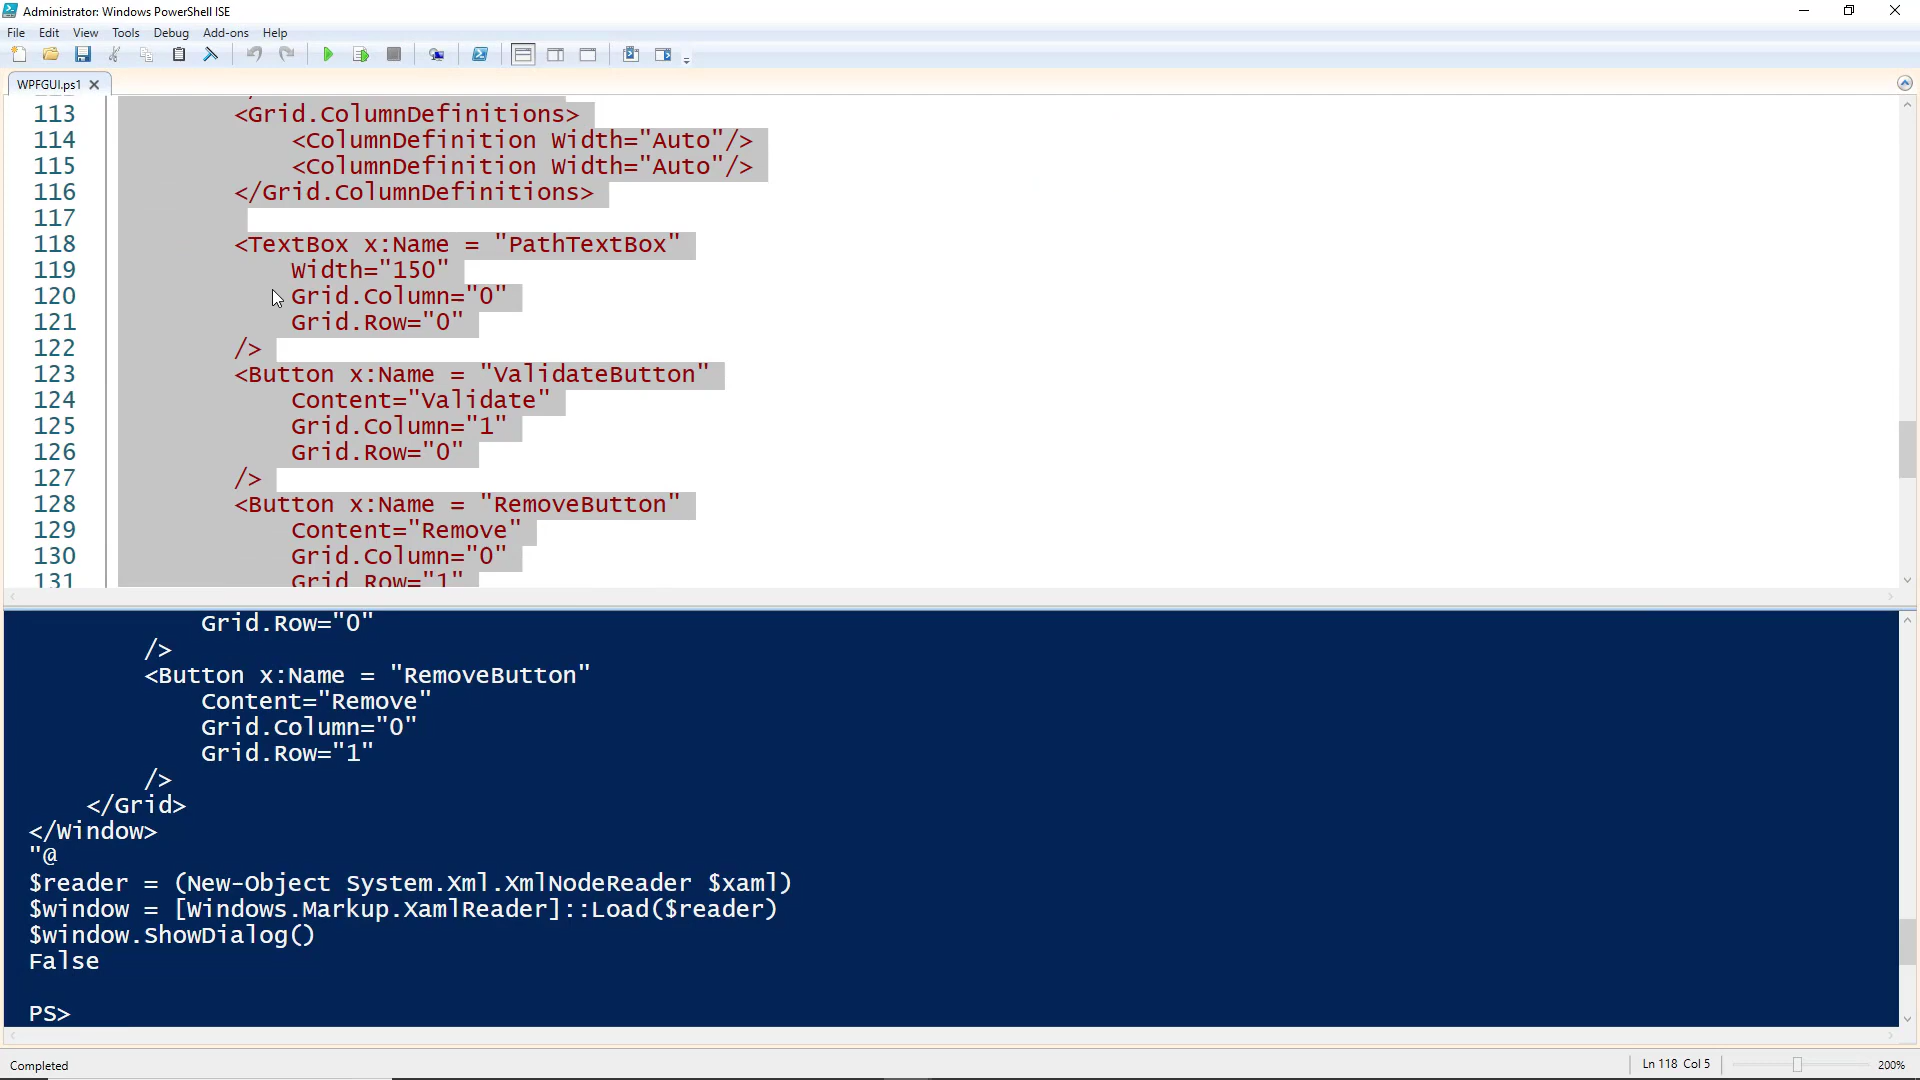 Administrator: Windows PowerShell ISE
File Edit View Tools Debug Add-ons Help
WPFGUI.ps1
113 <Grid.ColumnDefinitions>
114 <ColumnDefinition Width="Auto"/>
115 <ColumnDefinition Width="Auto"/>
116 </Grid.ColumnDefinitions>
117
118 <TextBox x:Name = "PathTextBox"
119 Width="150"
120 Grid.Column="0"
121 Grid.Row="0"
122 />
123 <Button x:Name = "ValidateButton"
124 Content="Validate"
125 Grid.Column="1"
126 Grid.Row="0"
127 />
128 <Button x:Name = "RemoveButton"
129 Content="Remove"
130 Grid.Column="0"
131 Grid.Row="1"
Grid.Row="0"
/>
<Button x:Name = "RemoveButton"
Content="Remove"
Grid.Column="0"
Grid.Row="1"
/>
</Grid>
</Window>
"@
$reader = (New-Object System.Xml.XmlNodeReader $xaml)
$window = [Windows.Markup.XamlReader]::Load($reader)
$window.ShowDialog()
False
PS>
Completed
Ln 118 Col 5
200%